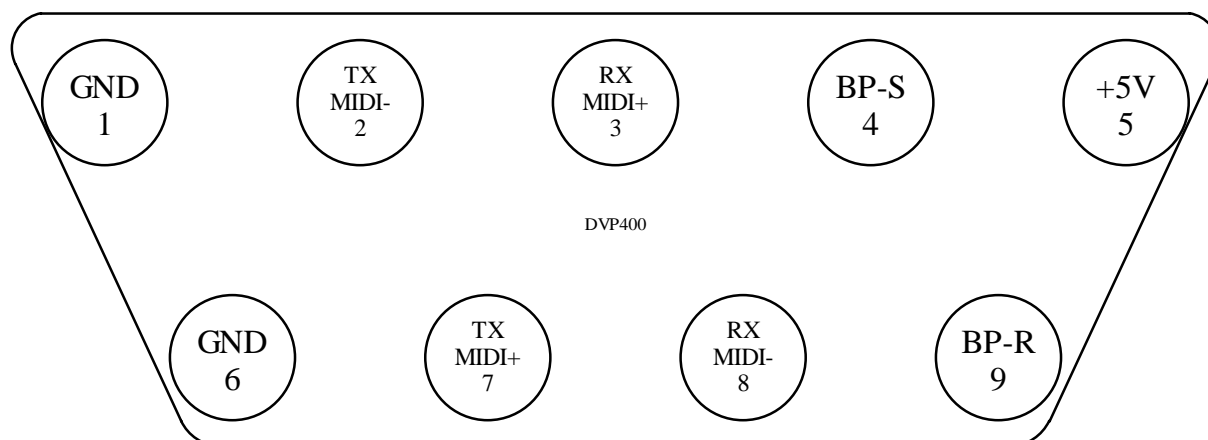 GND
1
TX
MIDI-
2
RX
MIDI+
3
BP-S
4
+5V
5
DVP400
GND
6
TX
MIDI+
7
RX
MIDI-
8
BP-R
9